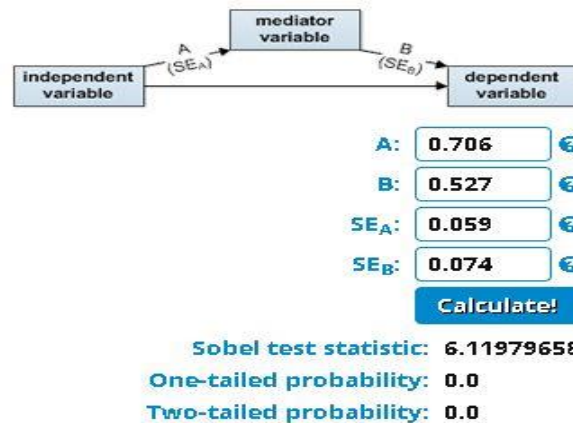 mediator
variable
A
(SEA)
B
(SEB)
independent
variable
dependent
variable
A: 0.706
B: 0.527
SEA: 0.059
SEB: 0.074
Calculate!
Sobel test statistic: 6.11979658
One-tailed probability: 0.0
Two-tailed probability: 0.0